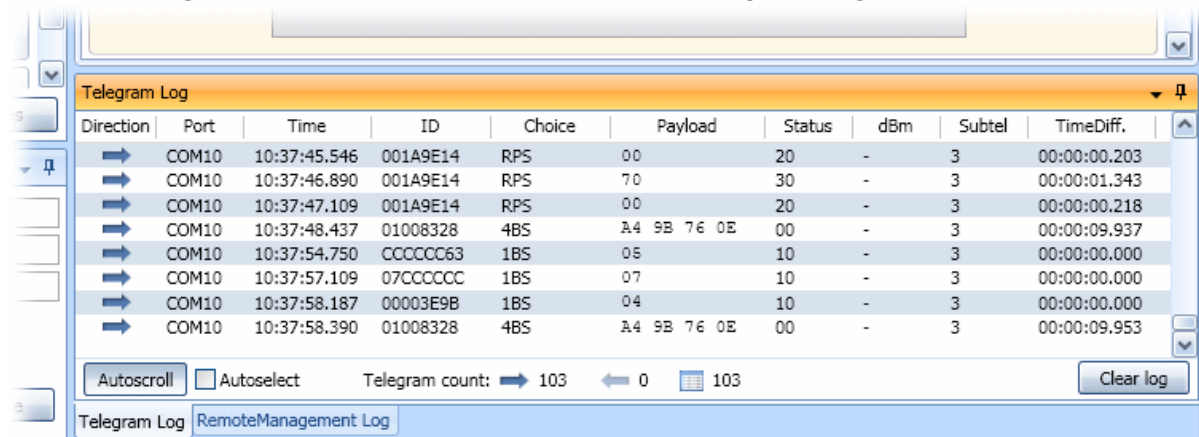 Telegram Log
Direction Port Time ID Choice Payload Status dBm Subtel TimeDiff.
COM10 10:37:45.546 001A9E14 RPS 00 20 - 3 00:00:00.203
COM10 10:37:46.890 001A9E14 RPS 70 30 - 3 00:00:01.343
COM10 10:37:47.109 001A9E14 RPS 00 20 - 3 00:00:00.218
COM10 10:37:48.437 01008328 4BS A4 9B 76 0E 00 - 3 00:00:09.937
COM10 10:37:54.750 CCCCCC63 1BS 05 10 - 3 00:00:00.000
COM10 10:37:57.109 07CCCCCC 1BS 07 10 - 3 00:00:00.000
COM10 10:37:58.187 00003E9B 1BS 04 10 - 3 00:00:00.000
COM10 10:37:58.390 01008328 4BS A4 9B 76 0E 00 - 3 00:00:09.953
Autoscroll Autoselect Telegram count: 103 0 103 Clear log
Telegram Log RemoteManagement Log